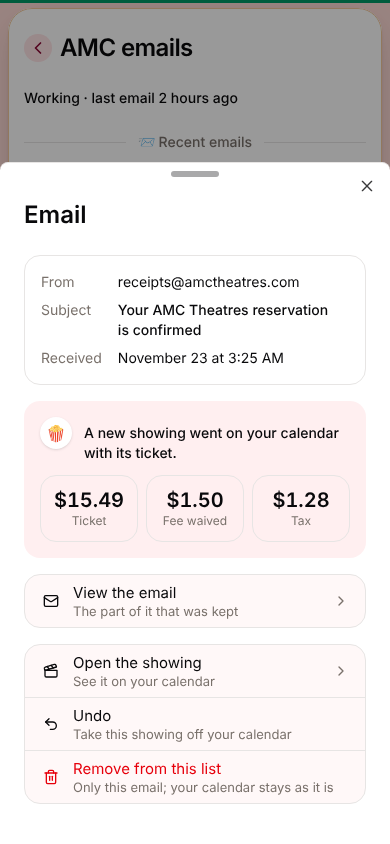 AMC emails
Working · last email 2 hours ago
Recent emails
Email
From receipts@amctheatres.com
Subject Your AMC Theatres reservation
is confirmed
Received November 23 at 3:25 AM
A new showing went on your calendar
with its ticket.
$15.49 $1.50 $1.28
Ticket Fee waived Tax
View the email
The part of it that was kept
Open the showing
See it on your calendar
Undo
Take this showing off your calendar
Remove from this list
Only this email; your calendar stays as it is